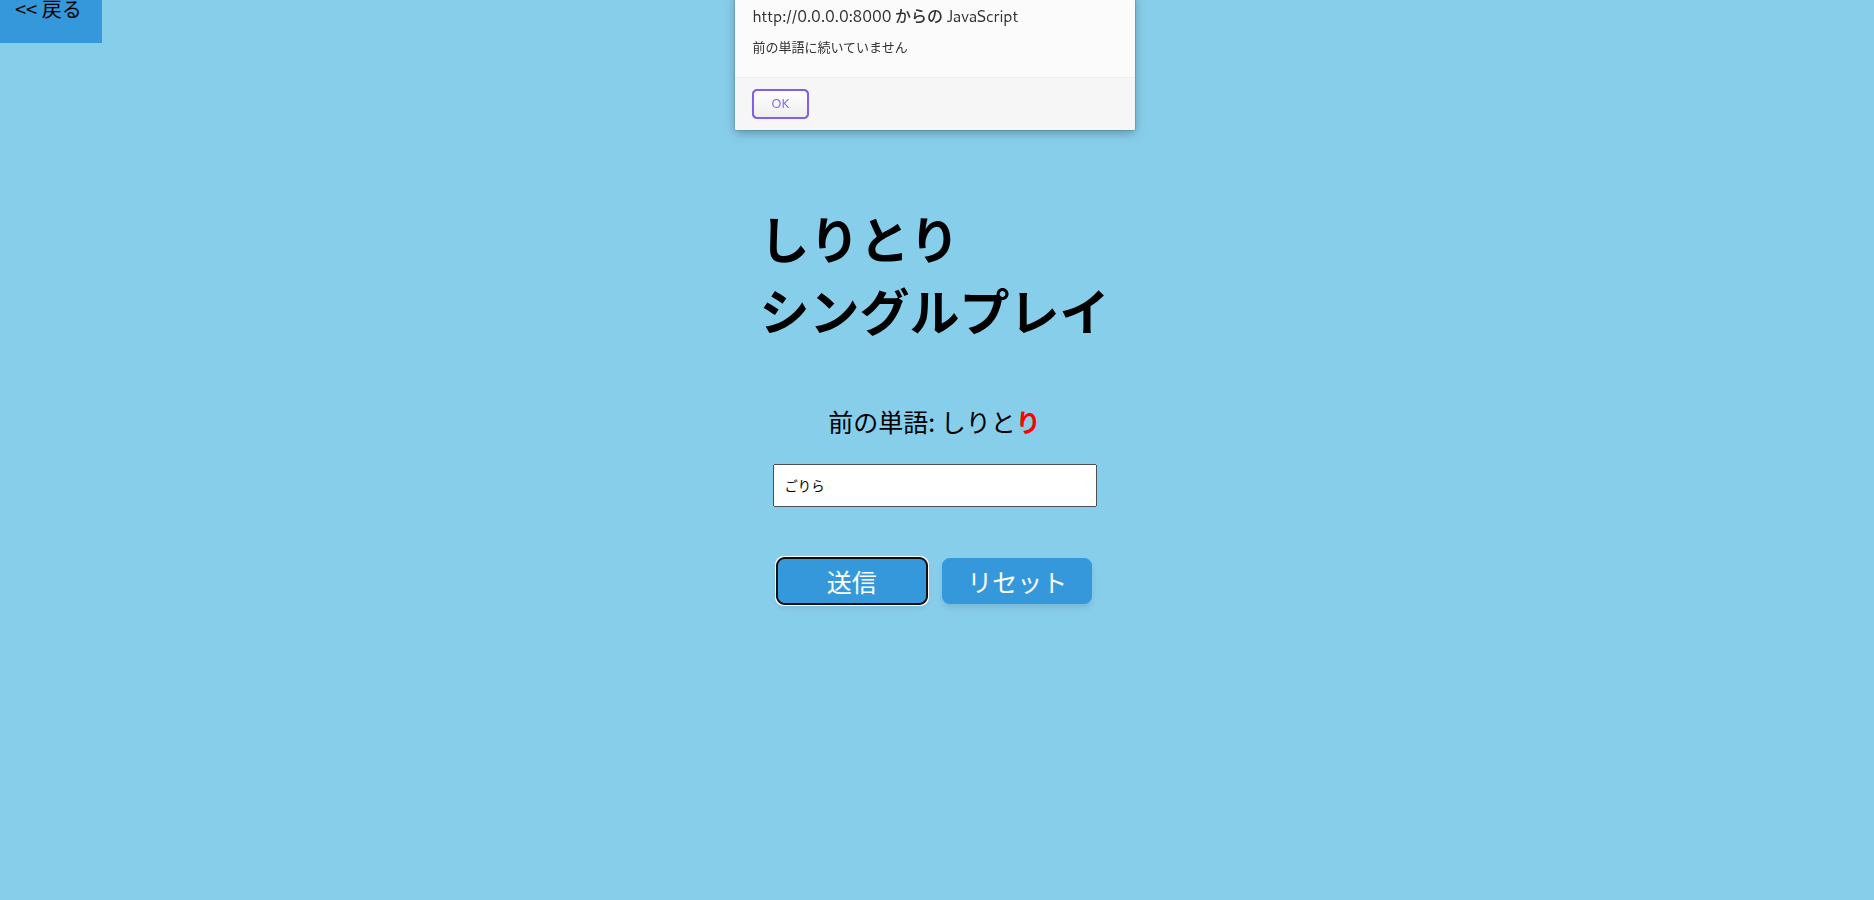 << 戻る
http://0.0.0.0:8000 からの JavaScript
前の単語に続いていません
OK
しりとり
シングルプレイ
前の単語: しりとり
ごりら
送信 リセット